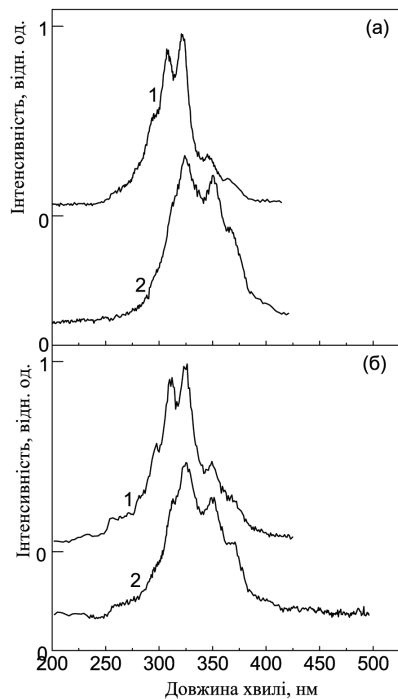 1
(а)
1
0
2
0
Інтенсивність, відн. од.
1
(б)
1
0
2
0
Інтенсивність, відн. од.
200 250 300 350 400 450 500
Довжина хвилі, нм